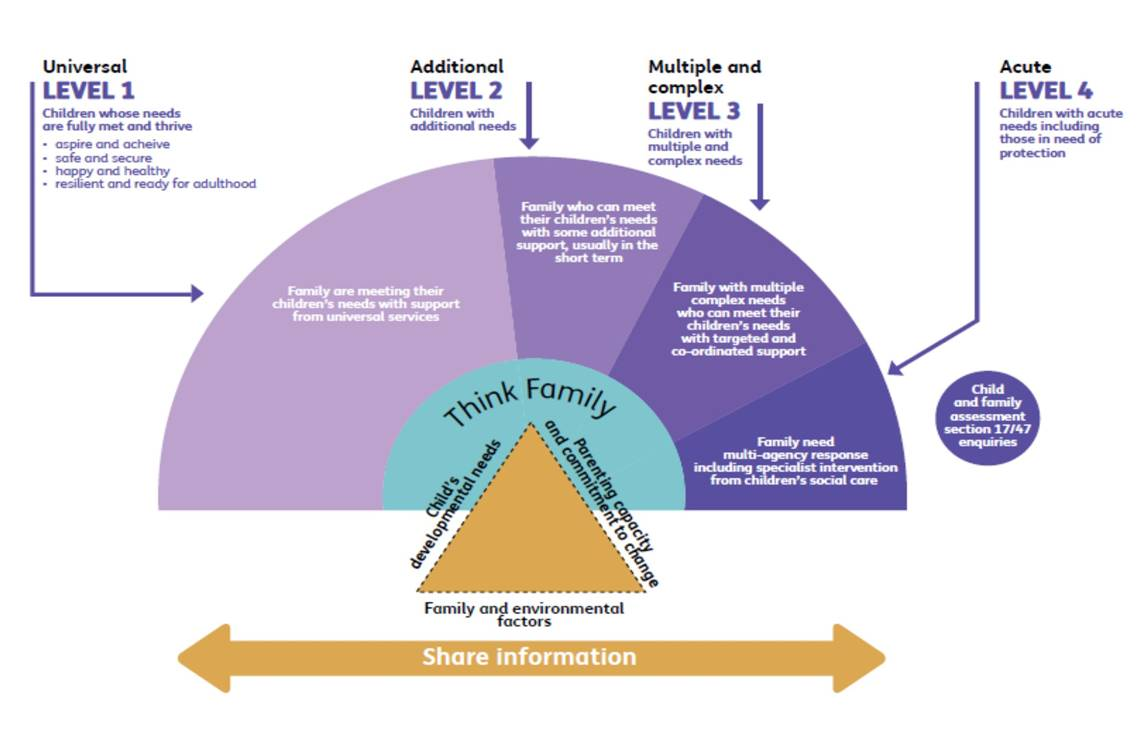 Universal
LEVEL 1
Children whose needs
are fully met and thrive
• aspire and acheive
• safe and secure
• happy and healthy
• resilient and ready for adulthood
Additional
LEVEL 2
Children with
additional needs
Multiple and
complex
LEVEL 3
Children with
multiple and
complex needs
Acute
LEVEL 4
Children with acute
needs including
those in need of
protection
Family are meeting their
children's needs with support
from universal services
Family who can meet
their children's needs
with some additional
support, usually in the
short term
Family with multiple
complex needs
who can meet their
children's needs
with targeted and
co-ordinated support
Family need
multi-agency response
including specialist intervention
from children's social care
Child
and family
assessment
section 17/47
enquiries
Think Family
Child's
developmental needs
Parenting capacity
and commitment to change
Family and environmental
factors
Share information